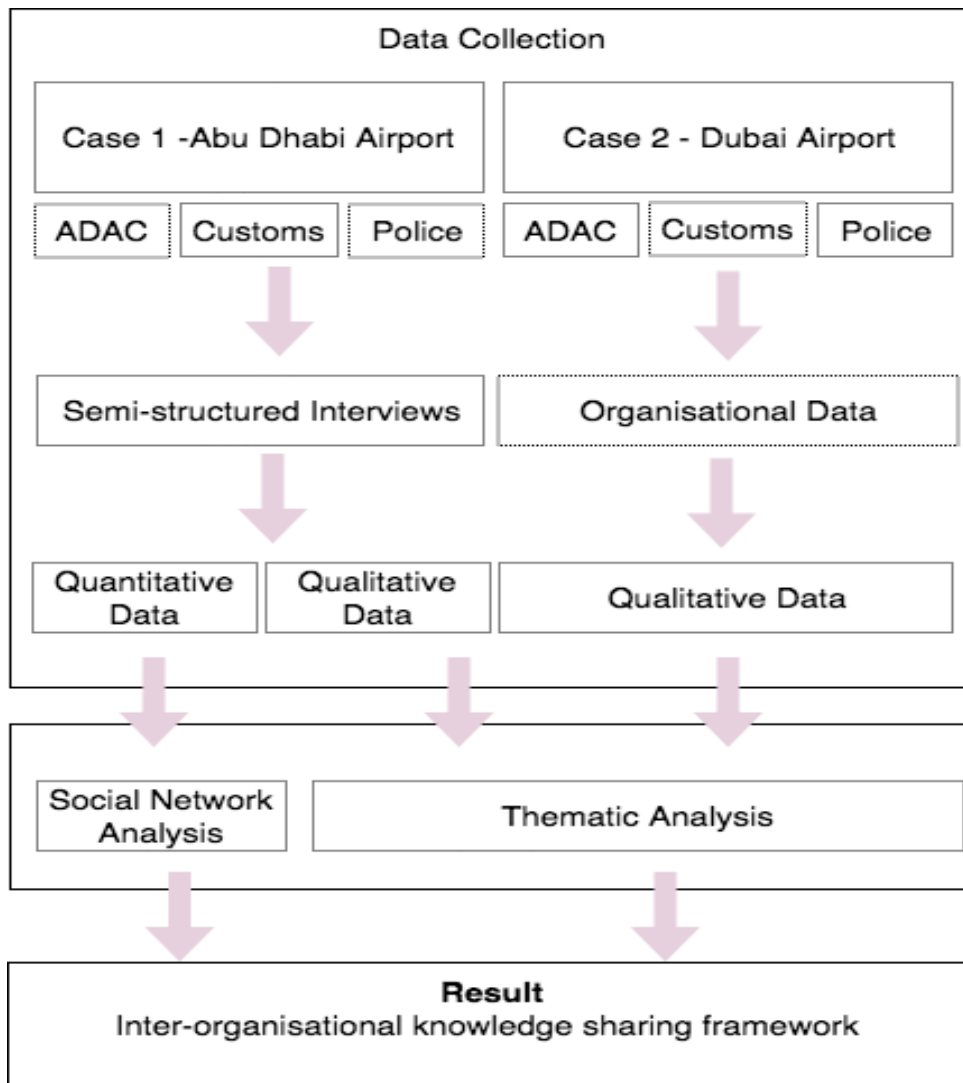 Data Collection
Case 1 -Abu Dhabi Airport
Case 2 - Dubai Airport
ADAC
Customs
Police
ADAC
Customs
Police
Semi-structured Interviews
Organisational Data
Quantitative
Data
Qualitative
Data
Qualitative Data
Social Network
Analysis
Thematic Analysis
Result
Inter-organisational knowledge sharing framework